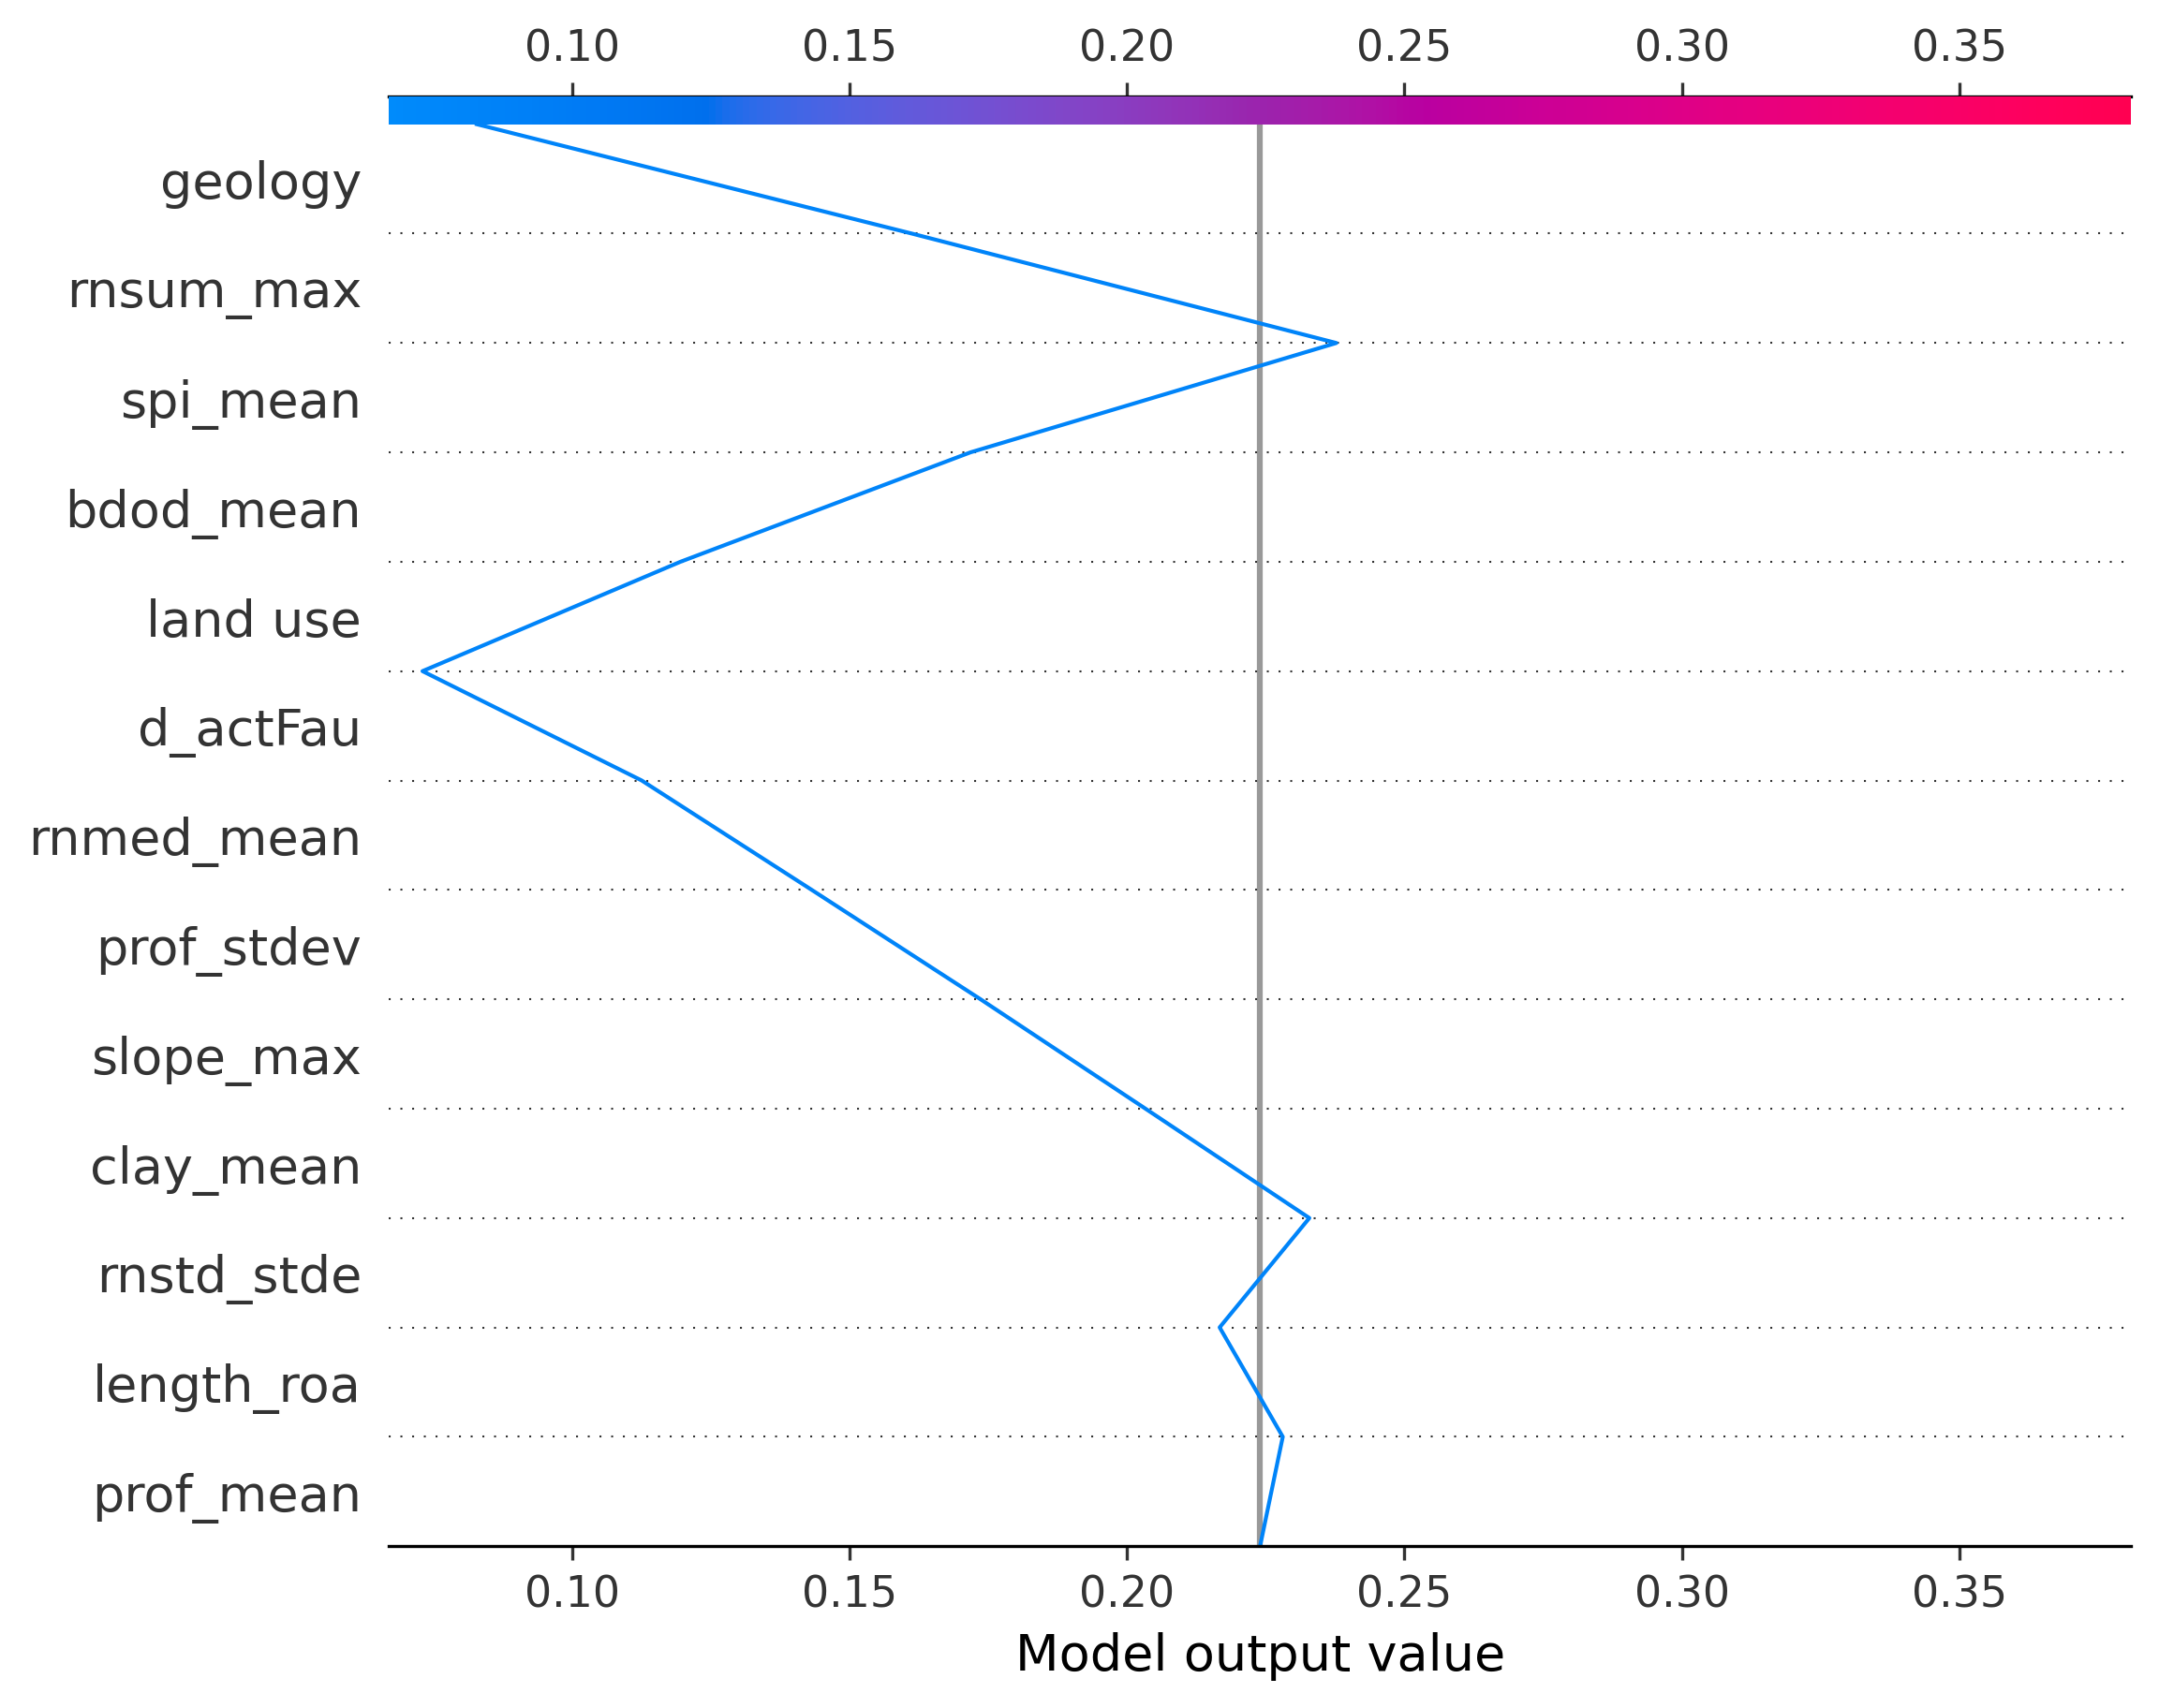 0.10 0.15 0.20 0.25 0.30 0.35
geology
rnsum_max
spi_mean
bdod_mean
land use
d_actFau
rnmed_mean
prof_stdev
slope_max
clay_mean
rnstd_stde
length_roa
prof_mean
0.10 0.15 0.20 0.25 0.30 0.35
Model output value